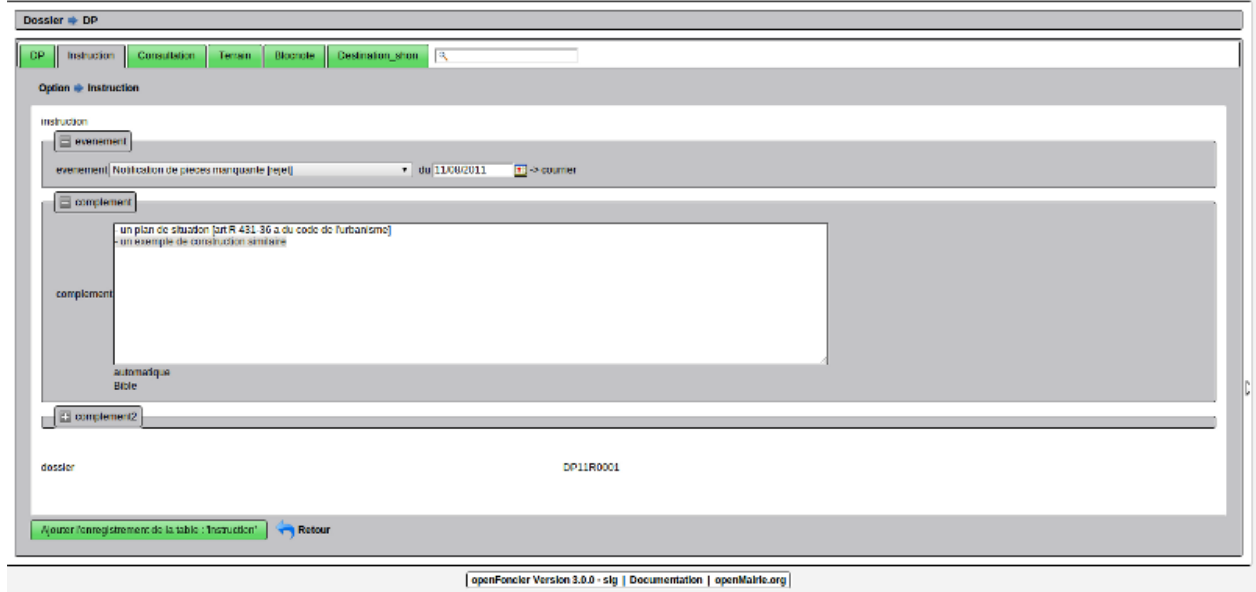 Dossier DP
DP Instruction Consultation Terrain Blocnote Destination_shon
Option Instruction
instruction
evenement
evenement Notification de pieces manquante [rejet] du 11/08/2011 -> courrier
complement
- un plan de situation [art R 431-36 a du code de l'urbanisme]
- un exemple de construction similaire
complement
automatique
Bible
complement2
dossier DP11R0001
Ajouter l'enregistrement de la table : 'Instruction' Retour
openFoncier Version 3.0.0 - sig | Documentation | openMairie.org